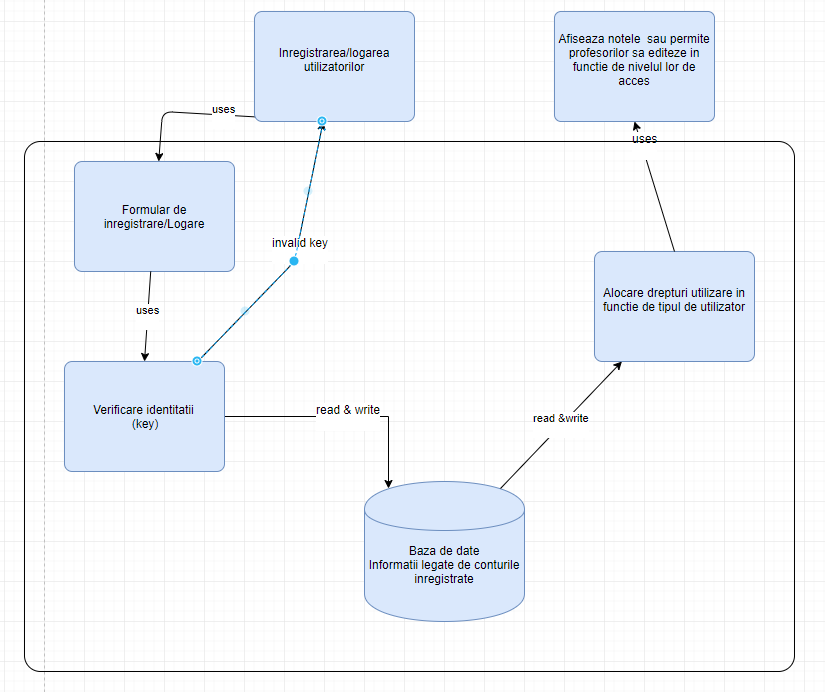 Inregistrarea/logarea
utilizatorilor
Afiseaza notele sau permite
profesorilor sa editeze in
functie de nivelul lor de
acces
uses
uses
Formular de
inregistrare/Logare
invalid key
Alocare drepturi utilizare in
functie de tipul de utilizator
uses
Verificare identitatii
(key)
read & write
read &write
Baza de date
Informatii legate de conturile
inregistrate